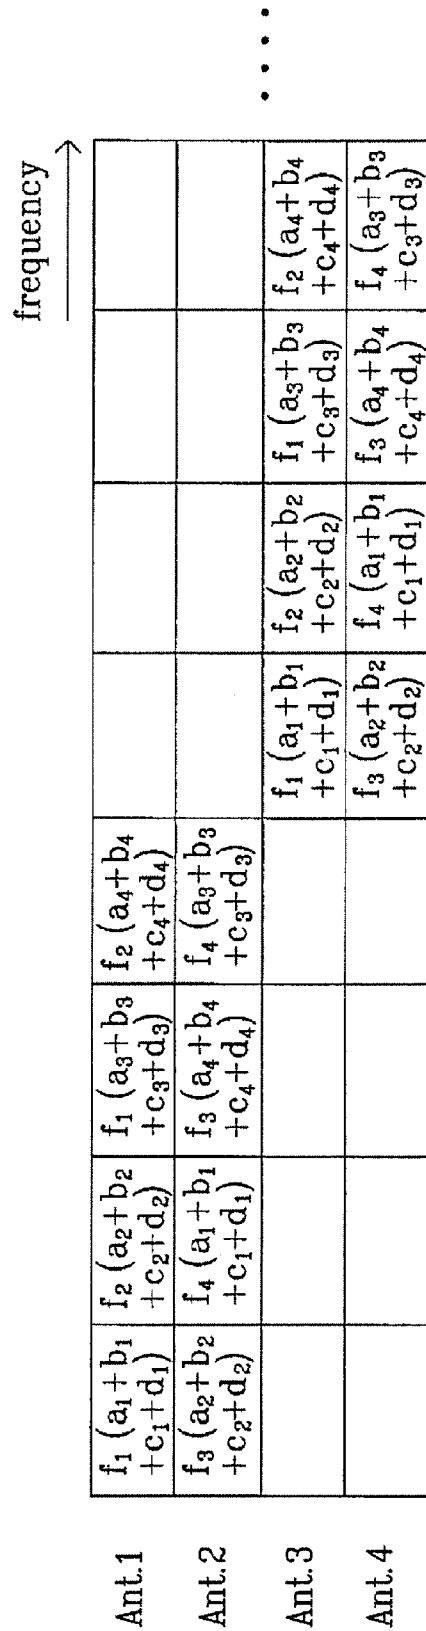 frequency
Ant.1
f₁ (a₁+b₁
+c₁+d₁)
f₂ (a₂+b₂
+c₂+d₂)
f₁ (a₃+b₃
+c₃+d₃)
f₂ (a₄+b₄
+c₄+d₄)
Ant.2
f₃ (a₂+b₂
+c₂+d₂)
f₄ (a₁+b₁
+c₁+d₁)
f₃ (a₄+b₄
+c₄+d₄)
f₄ (a₃+b₃
+c₃+d₃)
Ant.3
f₁ (a₁+b₁
+c₁+d₁)
f₂ (a₂+b₂
+c₂+d₂)
f₁ (a₃+b₃
+c₃+d₃)
f₂ (a₄+b₄
+c₄+d₄)
Ant.4
f₃ (a₂+b₂
+c₂+d₂)
f₄ (a₁+b₁
+c₁+d₁)
f₃ (a₄+b₄
+c₄+d₄)
f₄ (a₃+b₃
+c₃+d₃)